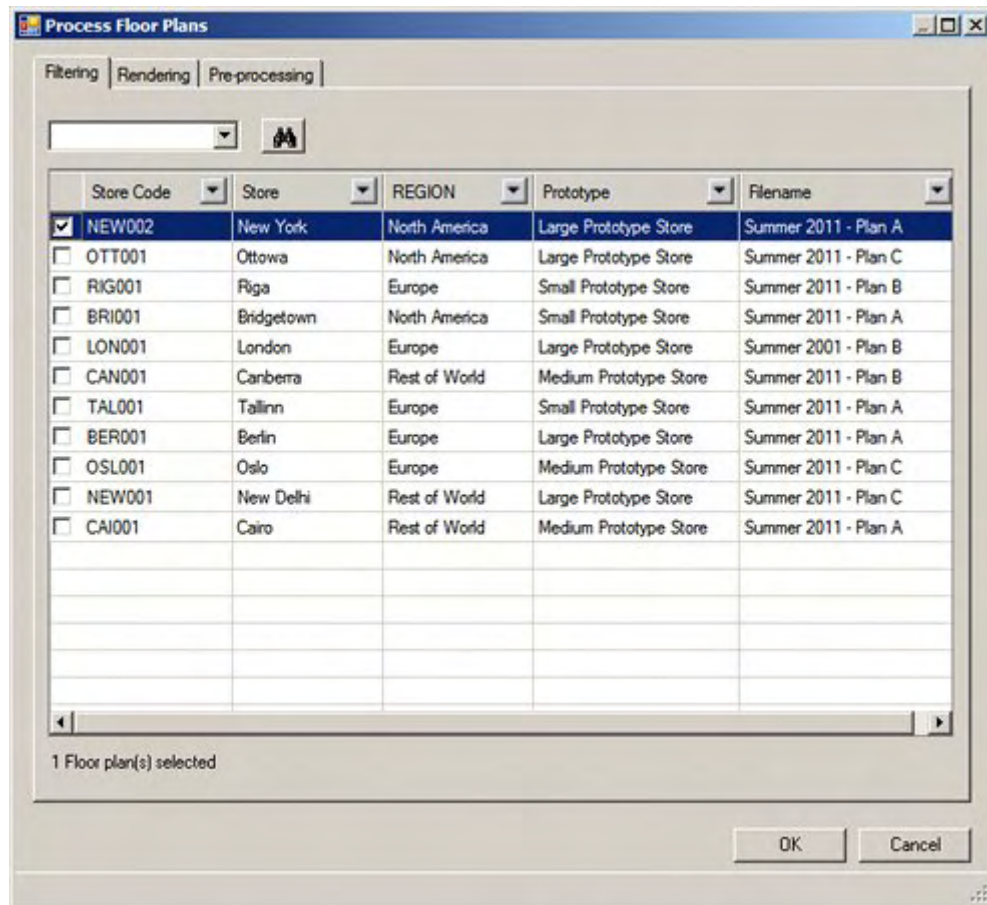 Process Floor Plans
Filtering Rendering Pre-processing
Store Code Store REGION Prototype Filename
NEW002 New York North America Large Prototype Store Summer 2011 - Plan A
OTT001 Ottowa North America Large Prototype Store Summer 2011 - Plan C
RIG001 Riga Europe Small Prototype Store Summer 2011 - Plan B
BRI001 Bridgetown North America Small Prototype Store Summer 2011 - Plan A
LON001 London Europe Large Prototype Store Summer 2001 - Plan B
CAN001 Canberra Rest of World Medium Prototype Store Summer 2011 - Plan B
TAL001 Tallinn Europe Small Prototype Store Summer 2011 - Plan A
BER001 Berlin Europe Large Prototype Store Summer 2011 - Plan A
OSL001 Oslo Europe Medium Prototype Store Summer 2011 - Plan C
NEW001 New Delhi Rest of World Large Prototype Store Summer 2011 - Plan C
CAI001 Cairo Rest of World Medium Prototype Store Summer 2011 - Plan A
1 Floor plan(s) selected
OK Cancel